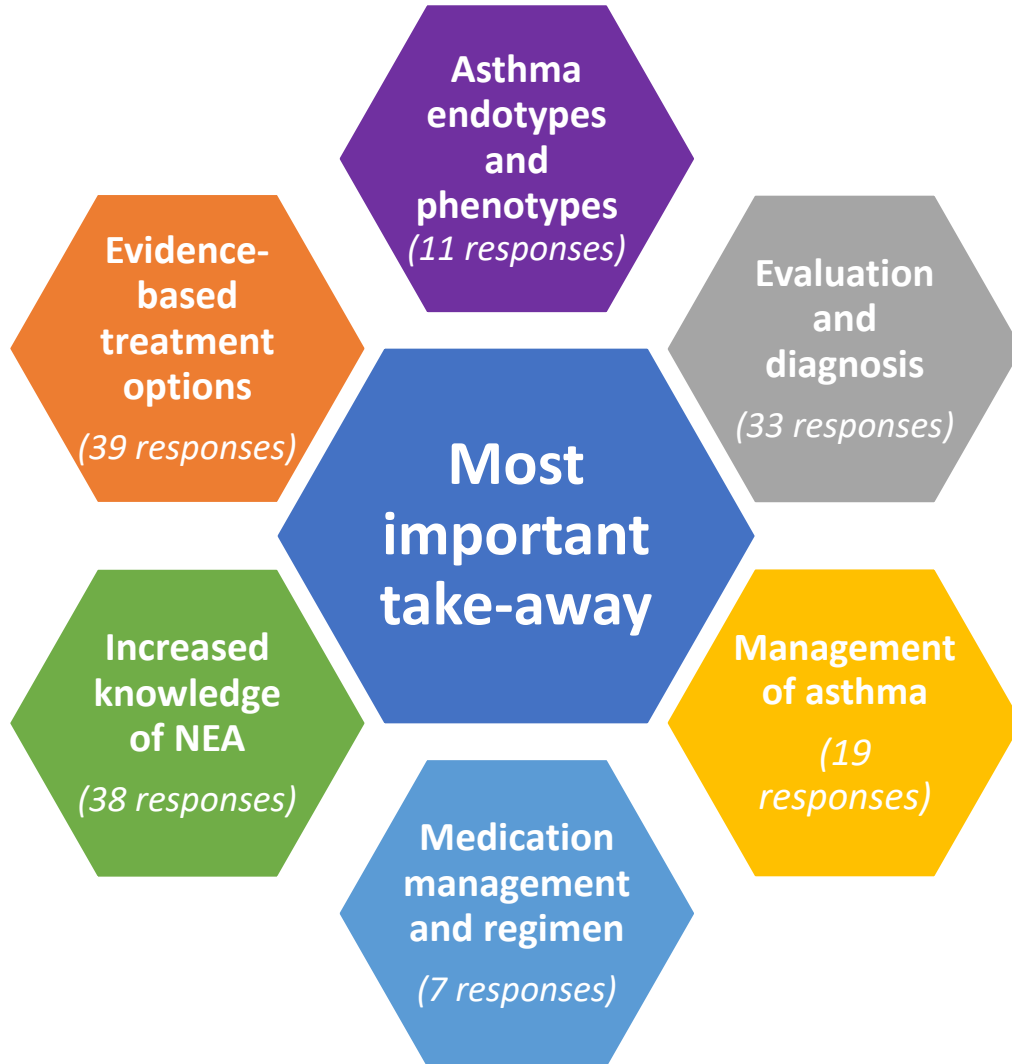 Asthma
endotypes
and
phenotypes
(11 responses)
Evidence-
based
treatment
options
(39 responses)
Evaluation
and
diagnosis
(33 responses)
Most
important
take-away
Increased
knowledge
of NEA
(38 responses)
Management
of asthma
(19
responses)
Medication
management
and regimen
(7 responses)